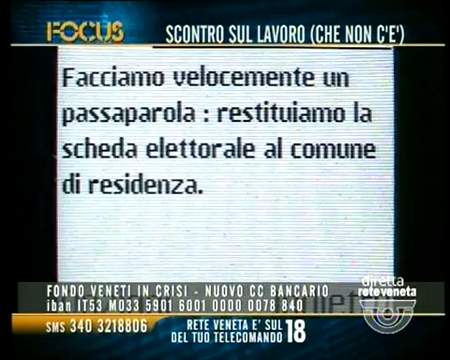 FOCUS
SCONTRO SUL LAVORO (CHE NON C'E')
Facciamo velocemente un
passaparola : restituiamo la
scheda elettorale al comune
di residenza.
diretta
reteveneta
FONDO VENETI IN CRISI - NUOVO CC BANCARIO
iban IT53 M033 5901 6001 0000 0078 840
SMS 340 3218806
RETE VENETA E' SUL
DEL TUO TELECOMANDO 18